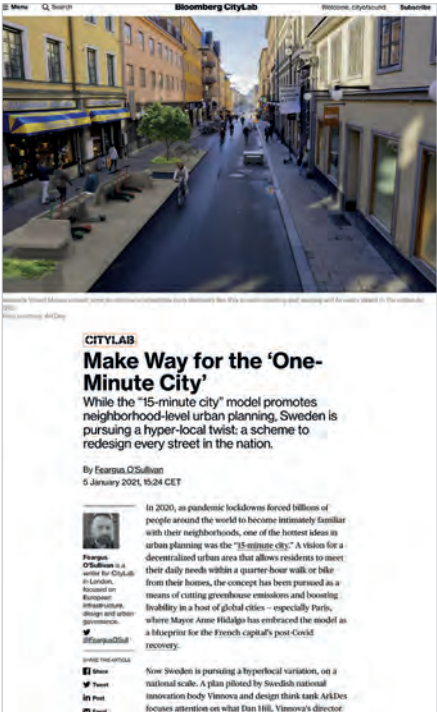 Menu
Search
Bloomberg CityLab
Welcome, cityofsound
Subscribe
CITYLAB
Make Way for the ‘One-
Minute City’
While the “15-minute city” model promotes
neighborhood-level urban planning, Sweden is
pursuing a hyper-local twist: a scheme to
redesign every street in the nation.
By Feargus O'Sullivan
5 January 2021, 15:24 CET
Feargus
O'Sullivan is a
writer for CityLab
in London,
focused on
European
infrastructure,
design and urban
governance.
@FeargusOSull
SHARE THIS ARTICLE
Share
Tweet
Post
Email
In 2020, as pandemic lockdowns forced billions of
people around the world to become intimately familiar
with their neighborhoods, one of the hottest ideas in
urban planning was the “15-minute city.” A vision for a
decentralized urban area that allows residents to meet
their daily needs within a quarter-hour walk or bike
from their homes, the concept has been pursued as a
means of cutting greenhouse emissions and boosting
livability in a host of global cities — especially Paris,
where Mayor Anne Hidalgo has embraced the model as
a blueprint for the French capital's post-Covid
recovery.
Now Sweden is pursuing a hyperlocal variation, on a
national scale. A plan piloted by Swedish national
innovation body Vinnova and design think tank ArkDes
focuses attention on what Dan Hill, Vinnova's director